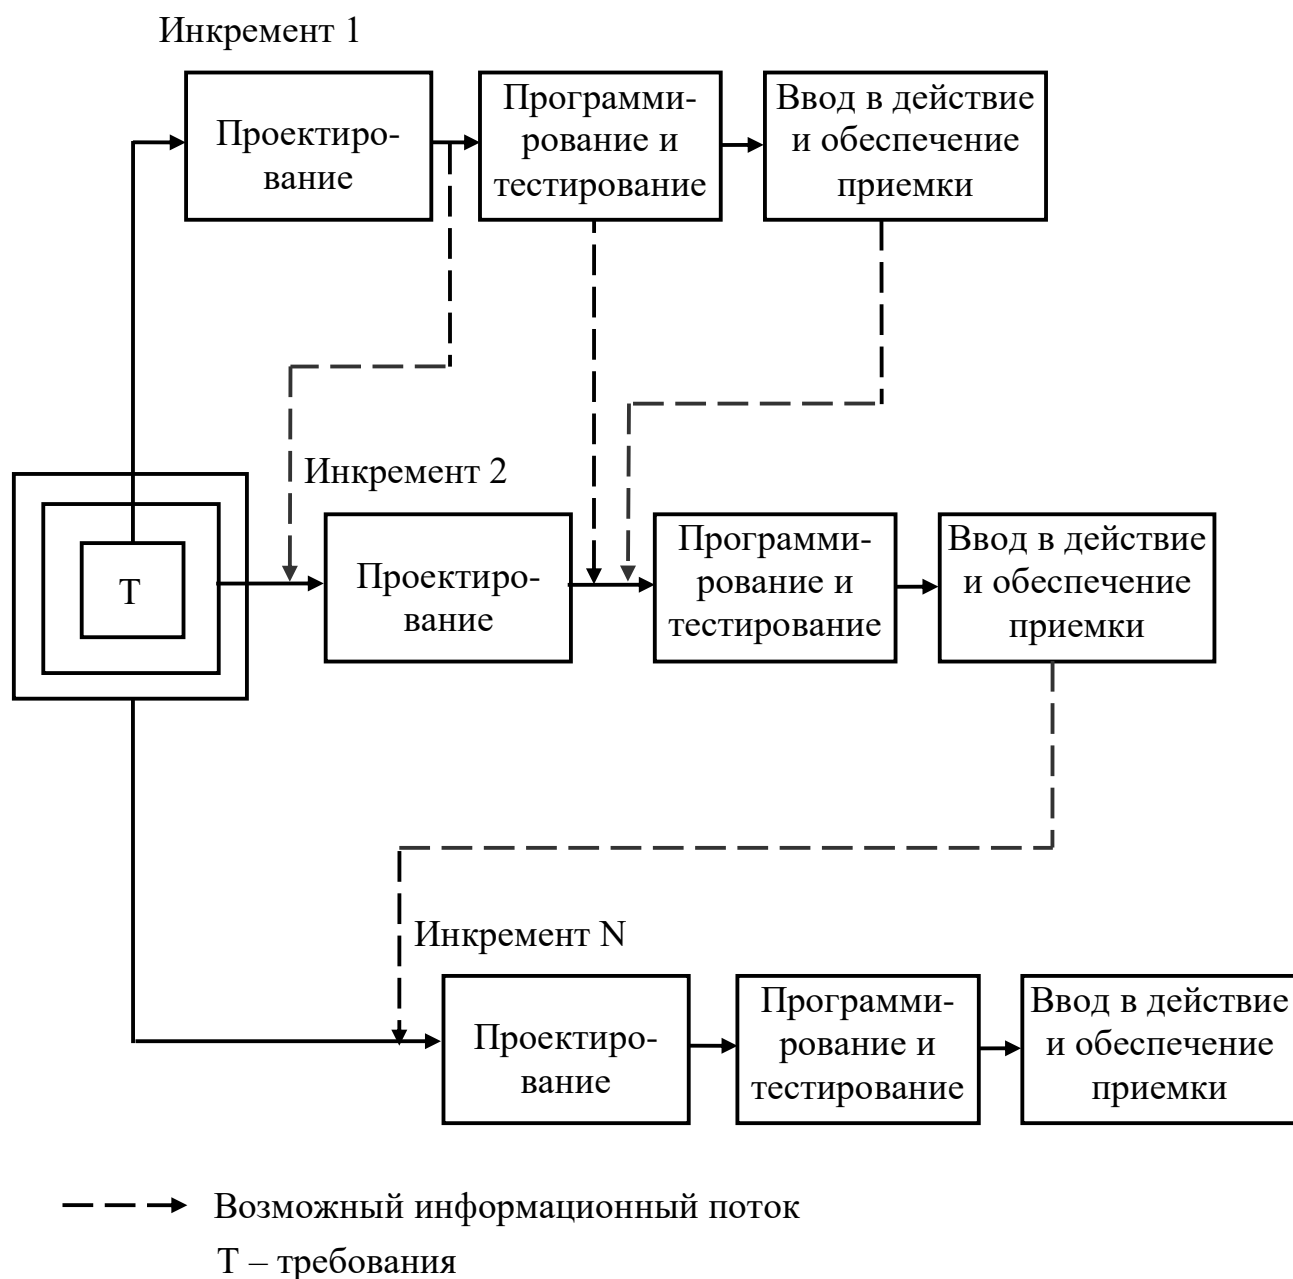 Инкремент 1
Проектиро-
вание
Программи-
рование и
тестирование
Ввод в действие
и обеспечение
приемки
Инкремент 2
Т
Проектиро-
вание
Программи-
рование и
тестирование
Ввод в действие
и обеспечение
приемки
Инкремент N
Проектиро-
вание
Программи-
рование и
тестирование
Ввод в действие
и обеспечение
приемки
Возможный информационный поток
Т – требования